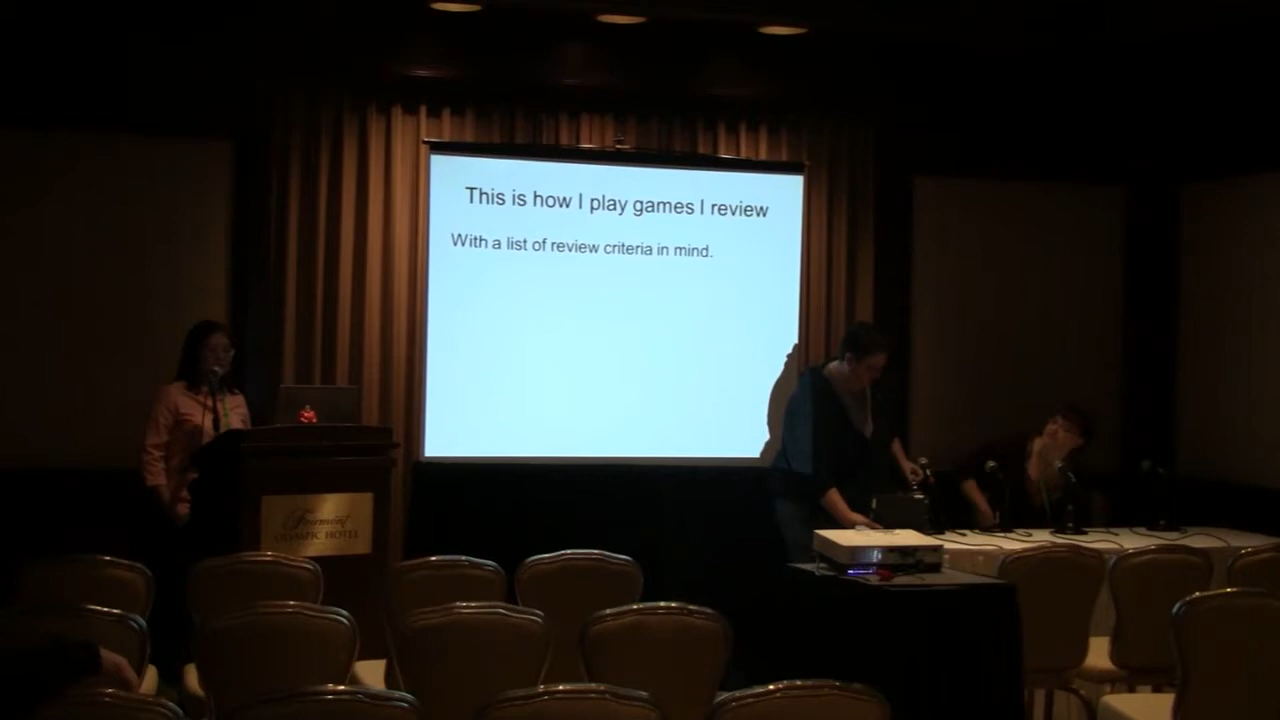 This is how I play games I review
With a list of review criteria in mind.
Fairmont
OLYMPIC HOTEL